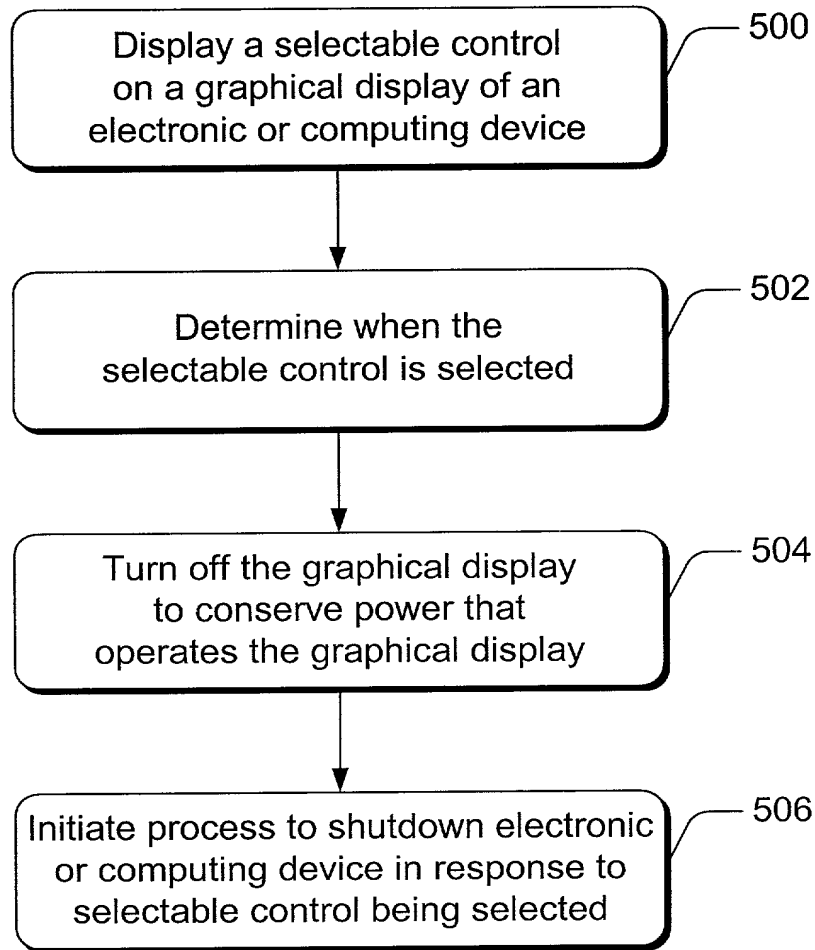 Display a selectable control
on a graphical display of an
electronic or computing device
500
Determine when the
selectable control is selected
502
Turn off the graphical display
to conserve power that
operates the graphical display
504
Initiate process to shutdown electronic
or computing device in response to
selectable control being selected
506